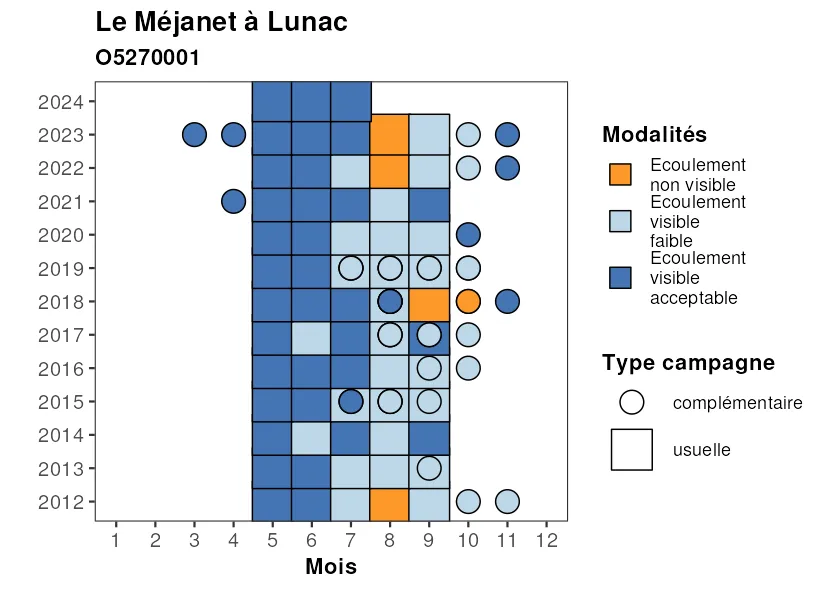 Le Méjanet à Lunac
O5270001
2024
2023
2022
2021
2020
2019
2018
2017
2016
2015
2014
2013
2012
1 2 3 4 5 6 7 8 9 10 11 12
Mois
Modalités
Ecoulement
non visible
Ecoulement
visible
faible
Ecoulement
visible
acceptable
Type campagne
complémentaire
usuelle